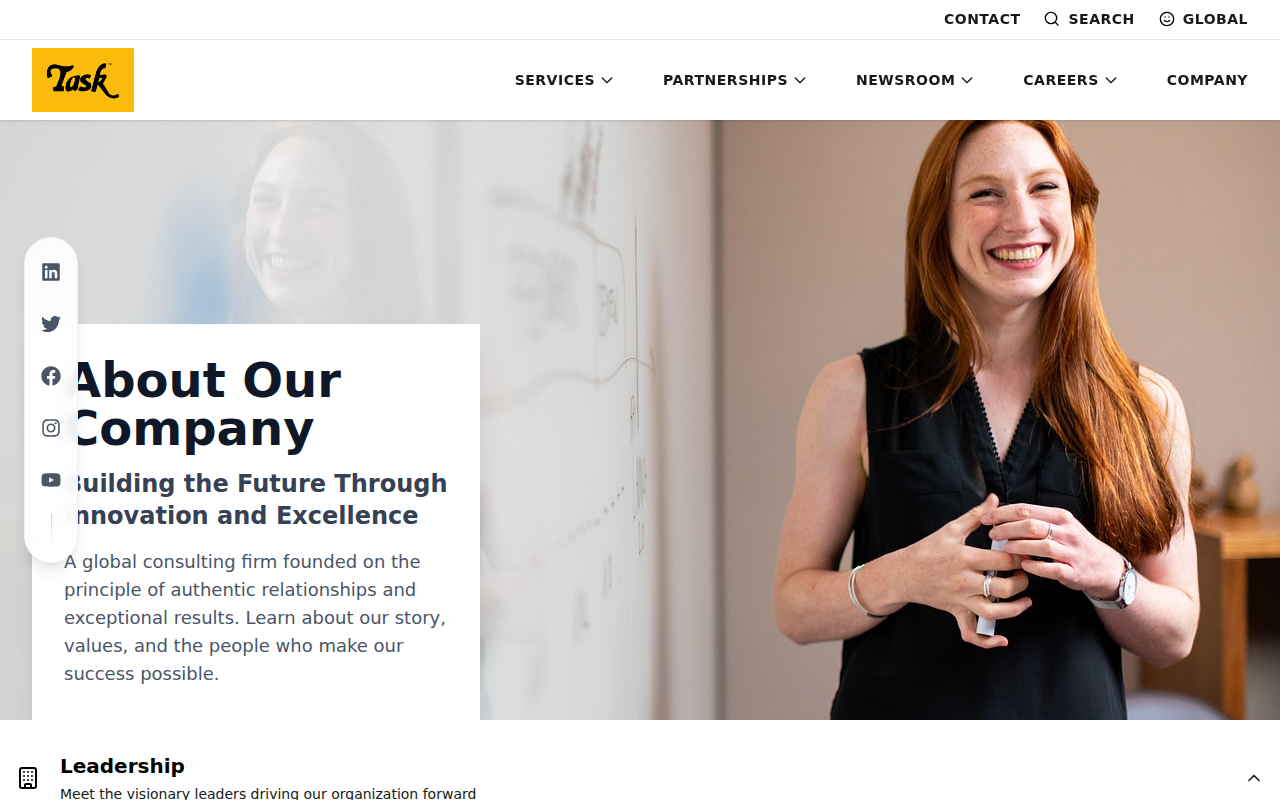 CONTACT SEARCH GLOBAL
Task
SERVICES PARTNERSHIPS NEWSROOM CAREERS COMPANY
About Our
Company
Building the Future Through
Innovation and Excellence
A global consulting firm founded on the
principle of authentic relationships and
exceptional results. Learn about our story,
values, and the people who make our
success possible.
Leadership
Meet the visionary leaders driving our organization forward